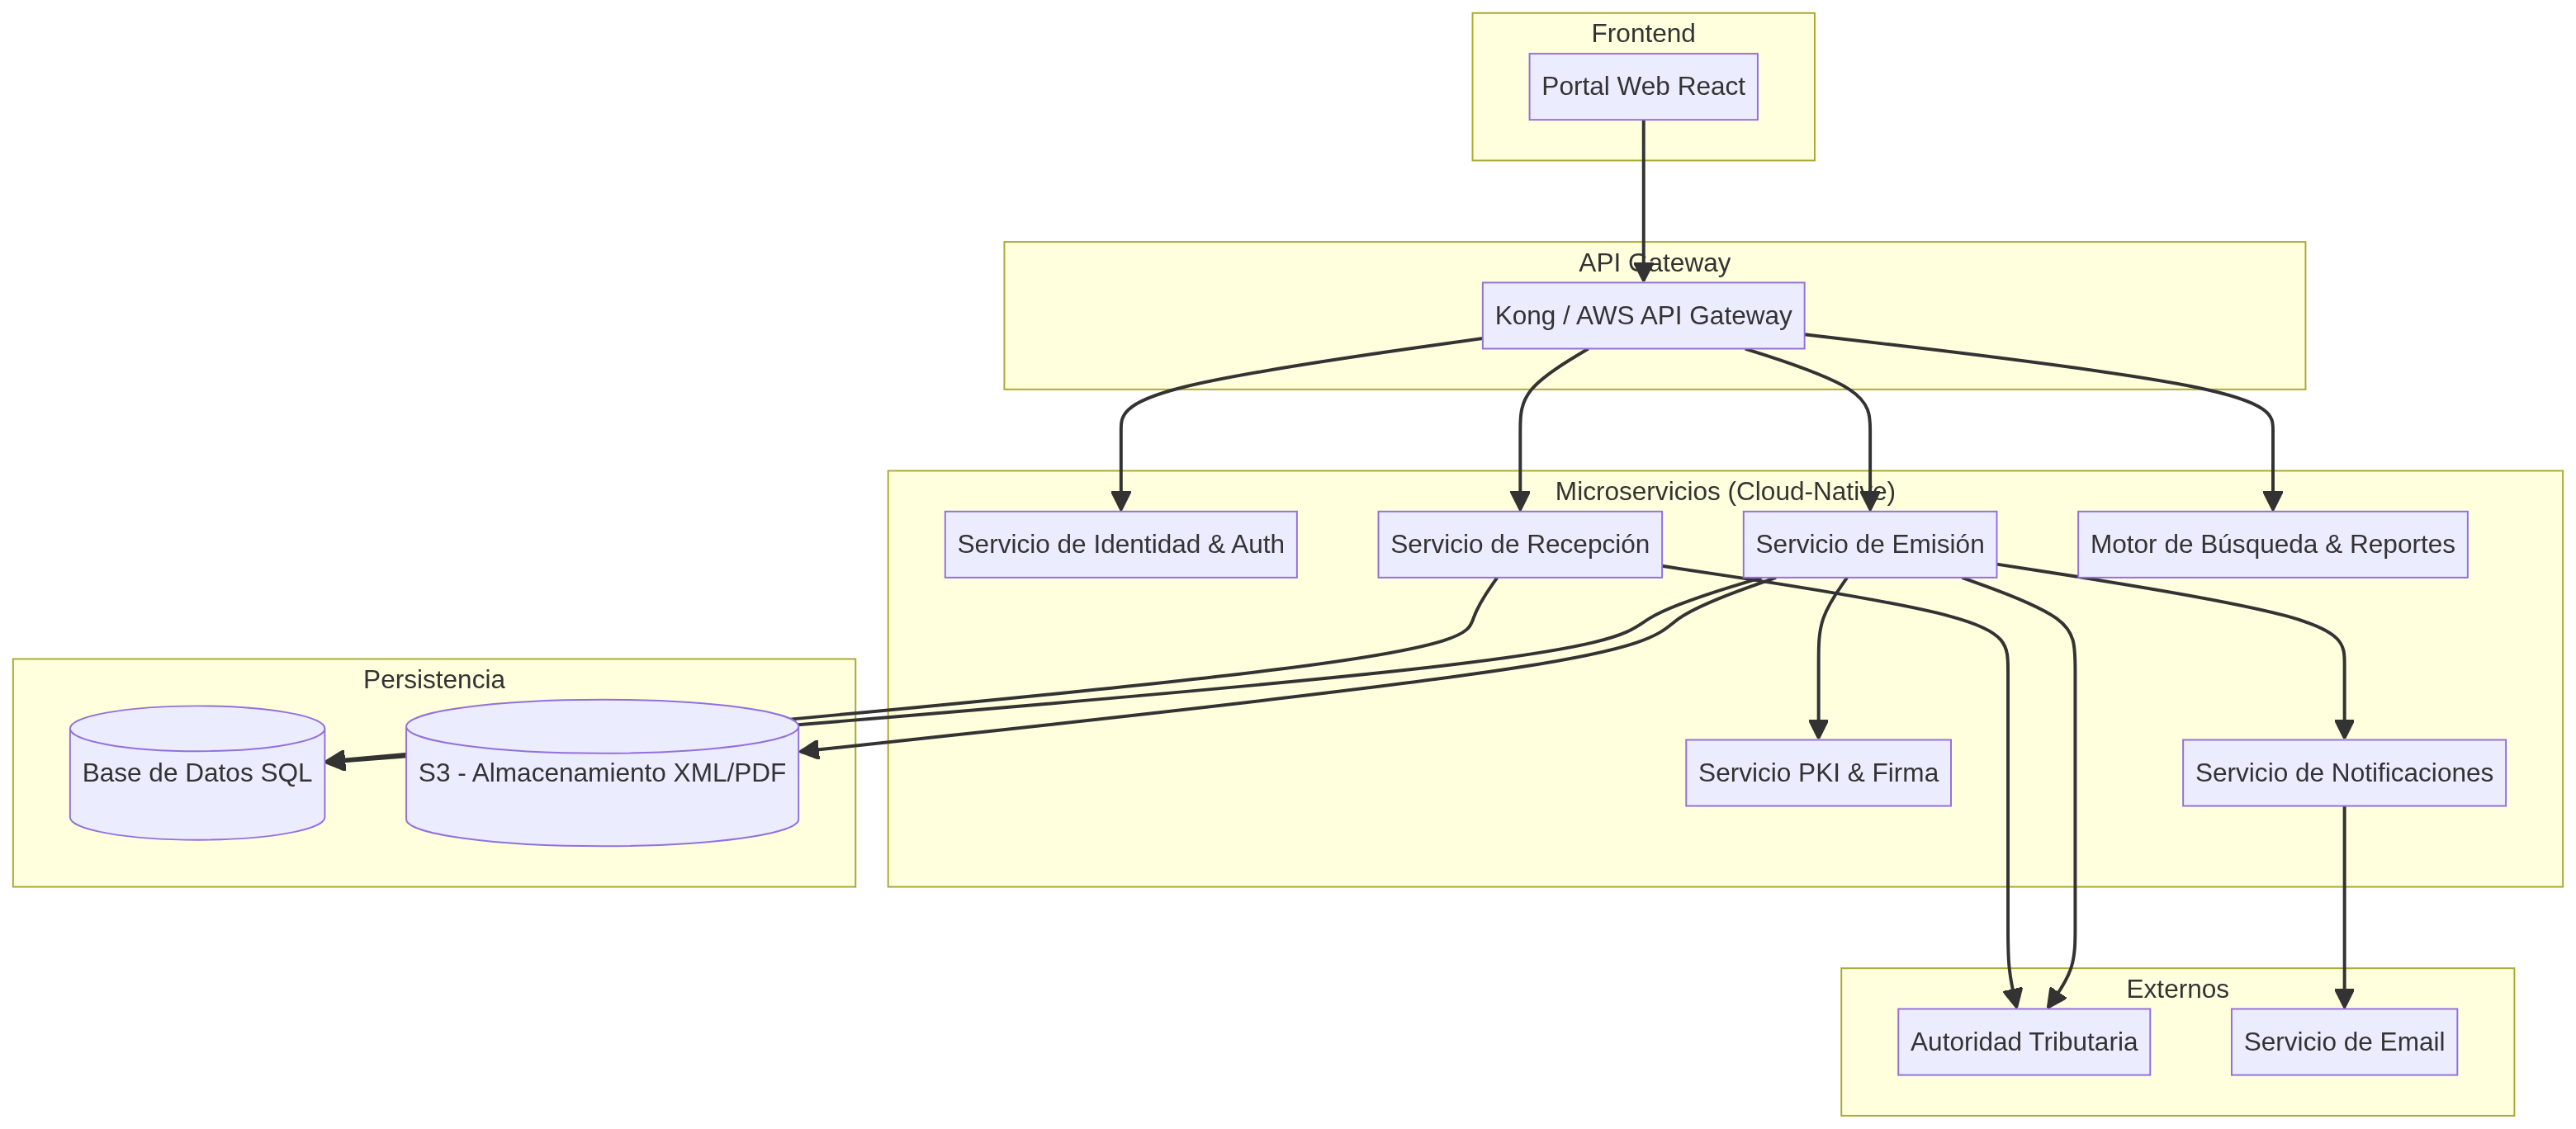 Frontend
Portal Web React
API Gateway
Kong / AWS API Gateway
Microservicios (Cloud-Native)
Servicio de Identidad & Auth
Servicio de Recepción
Servicio de Emisión
Motor de Búsqueda & Reportes
Persistencia
Base de Datos SQL
S3 - Almacenamiento XML/PDF
Servicio PKI & Firma
Servicio de Notificaciones
Externos
Autoridad Tributaria
Servicio de Email